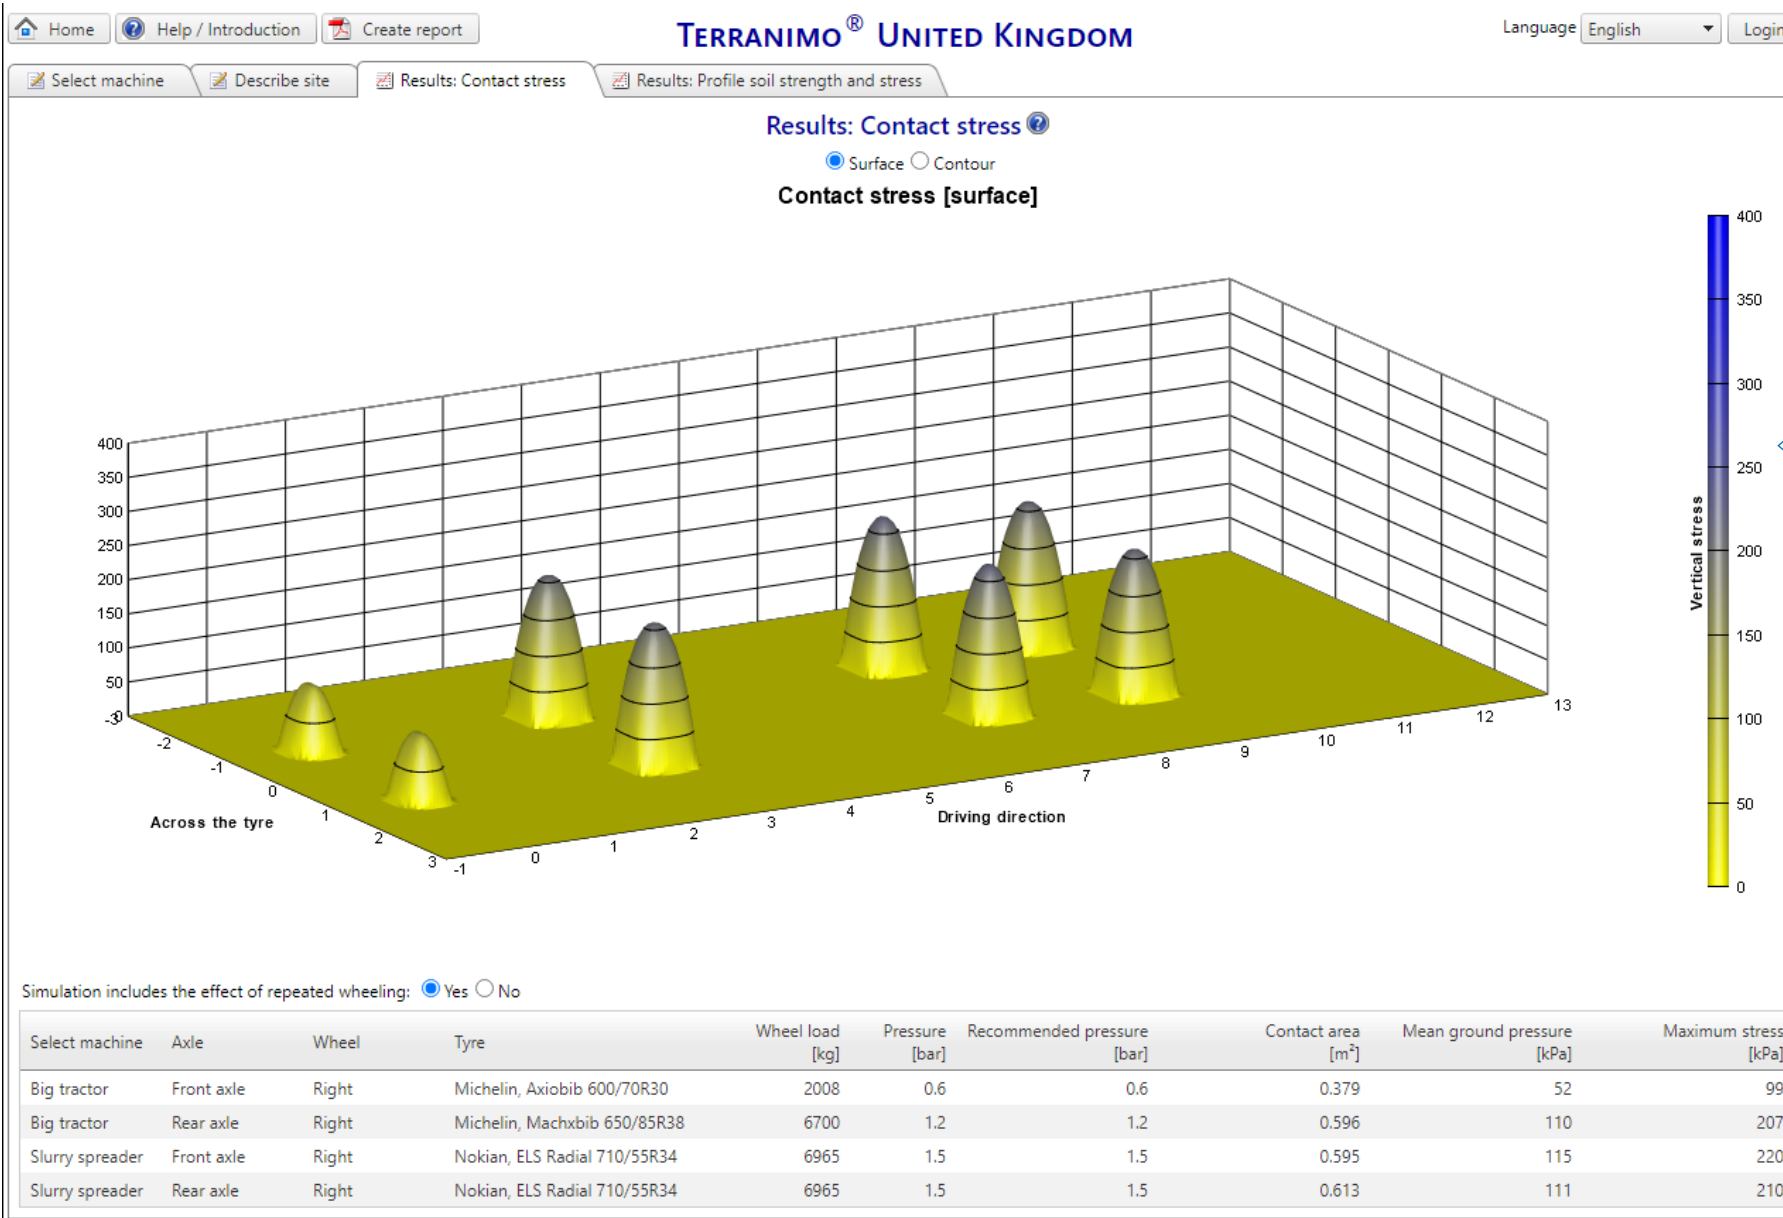 Home Help / Introduction Create report TERRANIMO® UNITED KINGDOM Language English Login
Select machine Describe site Results: Contact stress Results: Profile soil strength and stress
Results: Contact stress
Surface Contour
Contact stress [surface]
400
350
300
250
200
150
100
50
0
-3
-2
-1
0
1
2
3
Across the tyre
-1
0
1
2
3
4
5
6
7
8
9
10
11
12
13
Driving direction
400
350
300
250
200
150
100
50
0
Vertical stress
Simulation includes the effect of repeated wheeling: Yes No
Select machine Axle Wheel Tyre Wheel load [kg] Pressure [bar] Recommended pressure [bar] Contact area [m²] Mean ground pressure [kPa] Maximum stress [kPa]
Big tractor Front axle Right Michelin, Axiobib 600/70R30 2008 0.6 0.6 0.379 52 99
Big tractor Rear axle Right Michelin, Machxbib 650/85R38 6700 1.2 1.2 0.596 110 207
Slurry spreader Front axle Right Nokian, ELS Radial 710/55R34 6965 1.5 1.5 0.595 115 220
Slurry spreader Rear axle Right Nokian, ELS Radial 710/55R34 6965 1.5 1.5 0.613 111 210